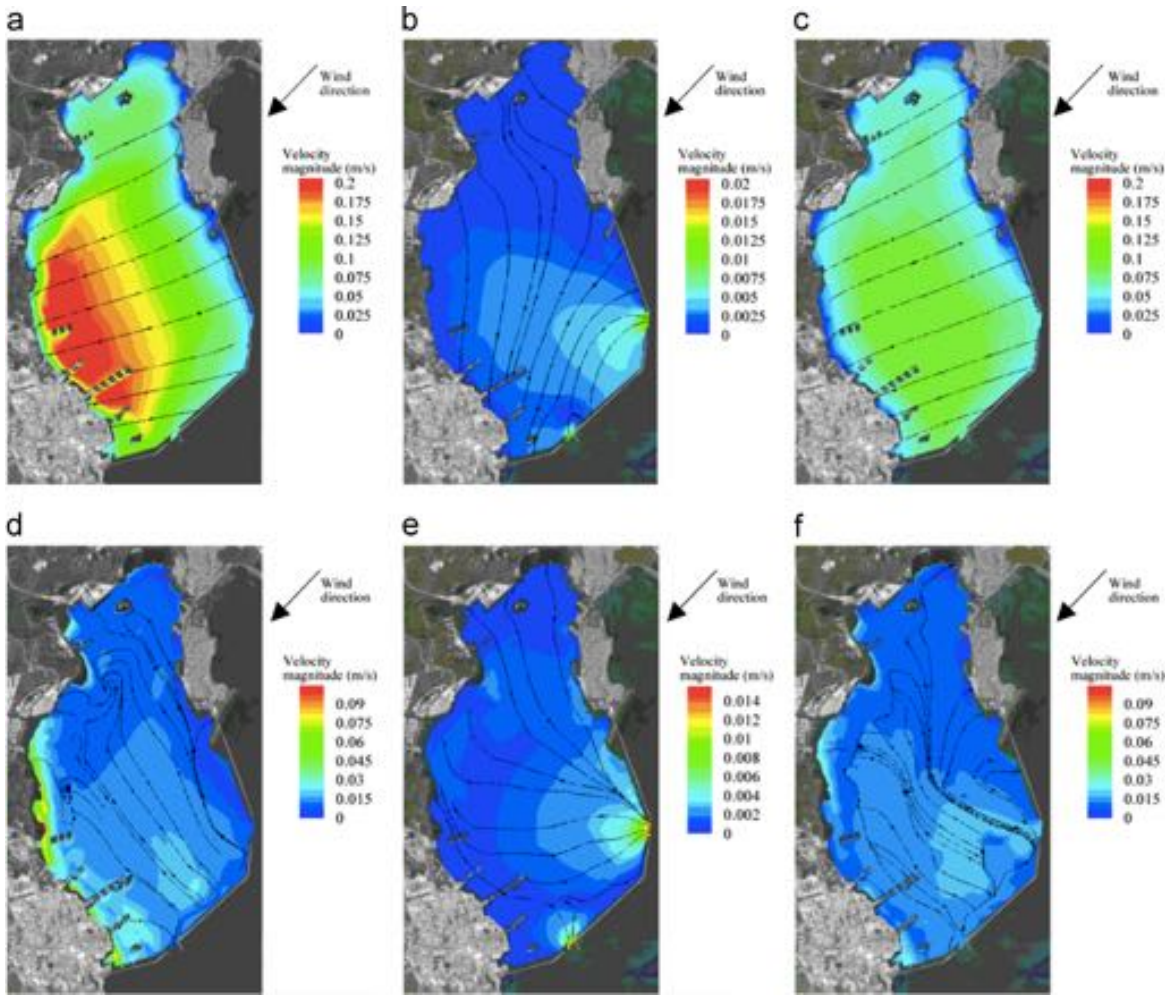 a
b
c
Wind
direction
Velocity
magnitude (m/s)
0.2
0.175
0.15
0.125
0.1
0.075
0.05
0.025
0
Wind
direction
Velocity
magnitude (m/s)
0.02
0.0175
0.015
0.0125
0.01
0.0075
0.005
0.0025
0
Wind
direction
Velocity
magnitude (m/s)
0.2
0.175
0.15
0.125
0.1
0.075
0.05
0.025
0
d
e
f
Wind
direction
Velocity
magnitude (m/s)
0.09
0.075
0.06
0.045
0.03
0.015
0
Wind
direction
Velocity
magnitude (m/s)
0.014
0.012
0.01
0.008
0.006
0.004
0.002
0
Wind
direction
Velocity
magnitude (m/s)
0.09
0.075
0.06
0.045
0.03
0.015
0